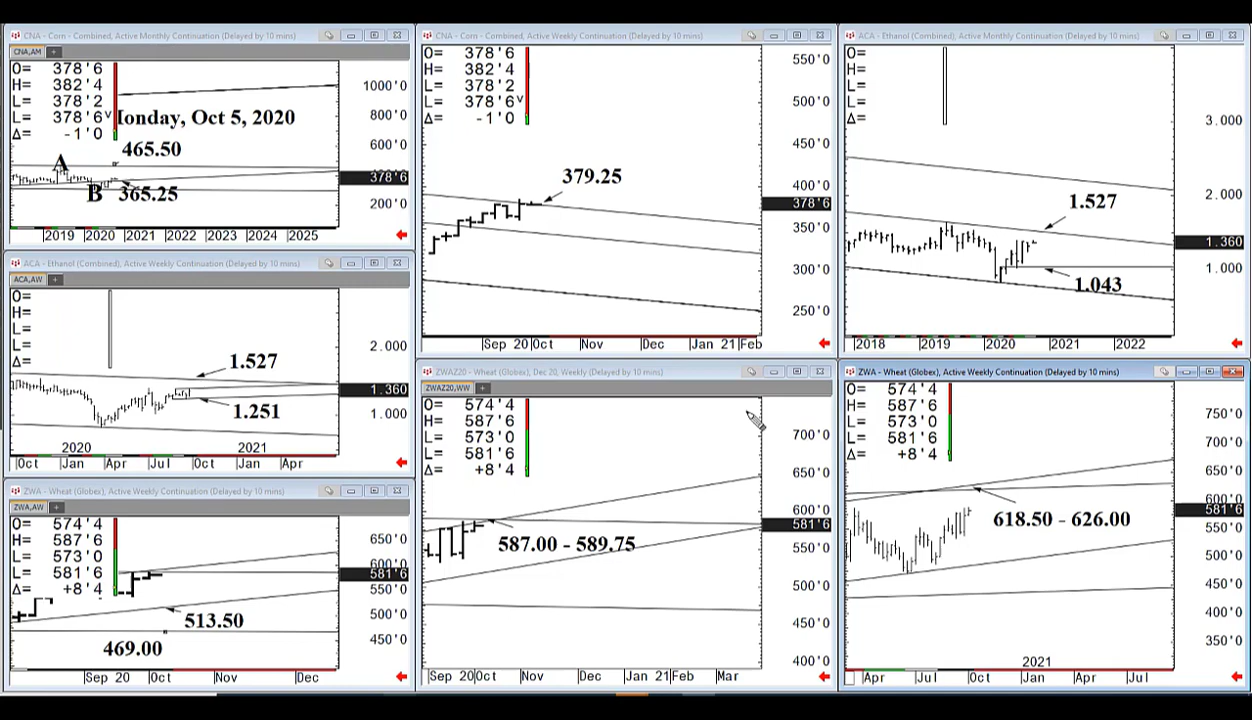 CNA - Corn - Combined, Active Monthly Continuation (Delayed by 10 mins)
CNA,AM
+
O= 378'6
H= 382'4
L= 378'2
L= 378'6v
Δ= -1'0
Monday, Oct 5, 2020
465.50
A
B
365.25
1000'0
800'0
600'0
378'6
200'0
2019 2020 2021 2022 2023 2024 2025
ACA - Ethanol (Combined), Active Weekly Continuation (Delayed by 10 mins)
ACA,AW
+
O=
H=
L=
L=
Δ=
1.527
1.251
2.000
1.360
1.000
2020 2021
Oct Jan Apr Jul Oct Jan Apr
ZWA - Wheat (Globex), Active Weekly Continuation (Delayed by 10 mins)
ZWA,AW
+
O= 574'4
H= 587'6
L= 573'0
L= 581'6
Δ= +8'4
513.50
469.00
650'0
600'0
581'6
550'0
500'0
450'0
Sep 20 Oct Nov Dec
CNA - Corn - Combined, Active Weekly Continuation (Delayed by 10 mins)
O= 378'6
H= 382'4
L= 378'2
L= 378'6v
Δ= -1'0
379.25
550'0
500'0
450'0
400'0
378'6
350'0
300'0
250'0
Sep 20 Oct Nov Dec Jan 21 Feb
ZWAZ20 - Wheat (Globex), Dec 20, Weekly (Delayed by 10 mins)
ZWAZ20,WW
+
O= 574'4
H= 587'6
L= 573'0
L= 581'6
Δ= +8'4
587.00 - 589.75
700'0
650'0
600'0
581'6
550'0
500'0
450'0
400'0
Sep 20 Oct Nov Dec Jan 21 Feb Mar
ACA - Ethanol (Combined), Active Monthly Continuation (Delayed by 10 mins)
O=
H=
L=
L=
Δ=
1.527
1.043
3.000
2.000
1.360
1.000
2018 2019 2020 2021 2022
ZWA - Wheat (Globex), Active Weekly Continuation (Delayed by 10 mins)
O= 574'4
H= 587'6
L= 573'0
L= 581'6
Δ= +8'4
618.50 - 626.00
750'0
700'0
650'0
600'0
581'6
550'0
500'0
450'0
400'0
350'0
2021
Apr Jul Oct Jan Apr Jul